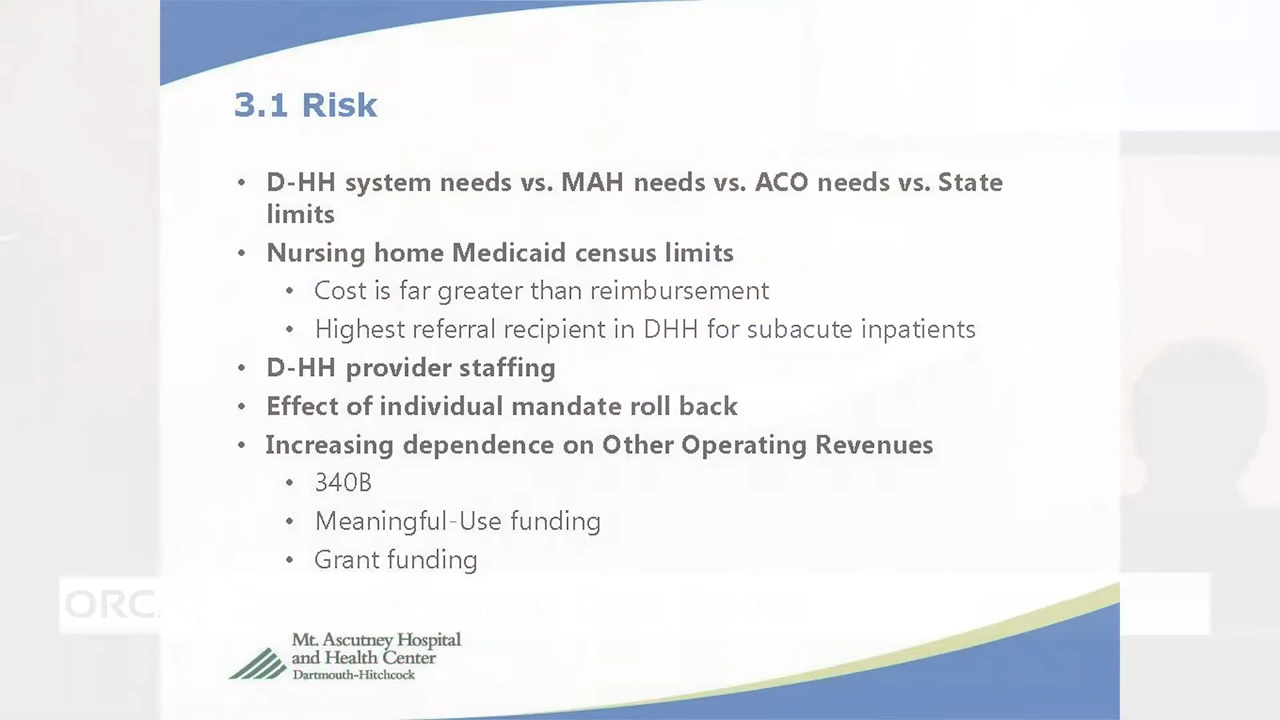 3.1 Risk
• D-HH system needs vs. MAH needs vs. ACO needs vs. State
limits
• Nursing home Medicaid census limits
• Cost is far greater than reimbursement
• Highest referral recipient in DHH for subacute inpatients
• D-HH provider staffing
• Effect of individual mandate roll back
• Increasing dependence on Other Operating Revenues
• 340B
• Meaningful-Use funding
• Grant funding
ORCA
Mt. Ascutney Hospital
and Health Center
Dartmouth-Hitchcock